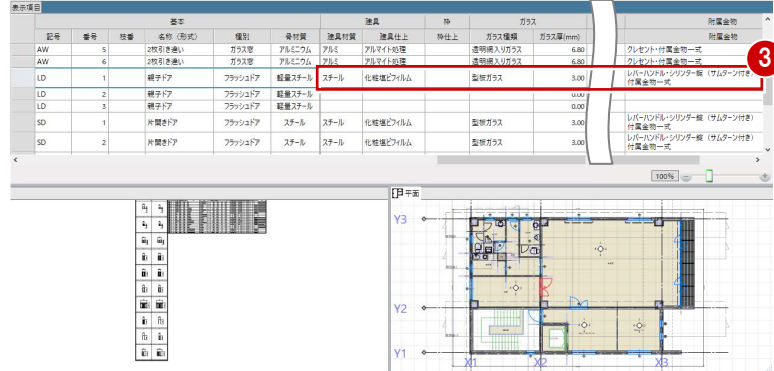 表示項目
基本 建具 枠 ガラス 附属金物
記号 番号 枝番 名称（形式） 種別 骨材質 建具材質 建具仕上 枠仕上 ガラス種類 ガラス厚(mm) 附属金物
AW 5 2枚引き違い ガラス窓 アルミニウム アルミ アルマイト処理 透明網入りガラス 6.80 クレセント・付属金物一式
AW 6 2枚引き違い ガラス窓 アルミニウム アルミ アルマイト処理 透明網入りガラス 6.80 クレセント・付属金物一式
3
LD 1 親子ドア フラッシュドア 軽量スチール スチール 化粧塩ビフィルム 型板ガラス 3.00 レバーハンドル・シリンダー錠（サムターン付き）
付属金物一式
LD 2 親子ドア フラッシュドア 軽量スチール 0.00
LD 3 親子ドア フラッシュドア 軽量スチール 0.00
SD 1 片開きドア フラッシュドア スチール スチール 化粧塩ビフィルム 型板ガラス 3.00 レバーハンドル・シリンダー錠（サムターン付き）
付属金物一式
SD 2 片開きドア フラッシュドア スチール スチール 化粧塩ビフィルム 型板ガラス 3.00 レバーハンドル・シリンダー錠（サムターン付き）
付属金物一式
100%
平面
Y3
Y2
Y1
X1 X2 X3